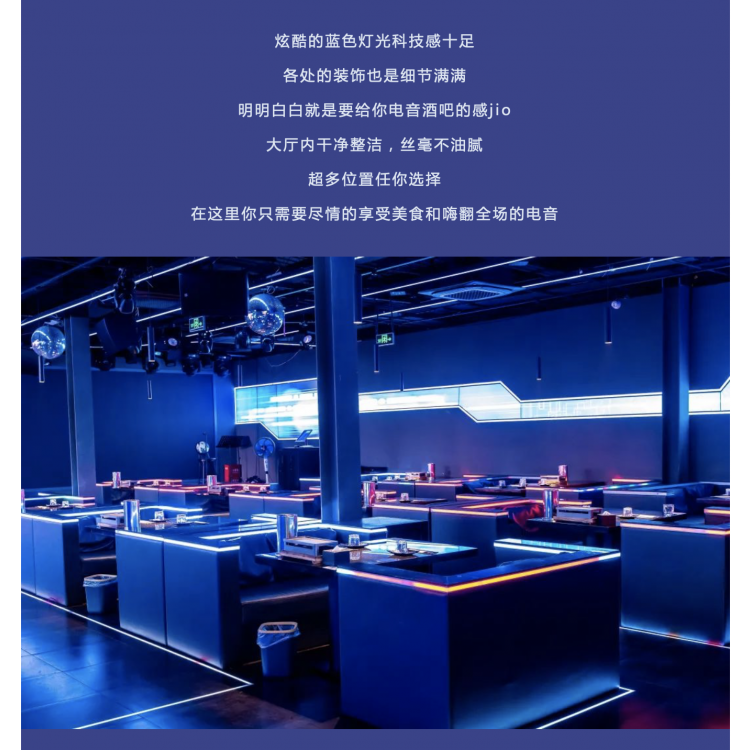 炫酷的蓝色灯光科技感十足
各处的装饰也是细节满满
明明白白就是要给你电音酒吧的感jio
大厅内干净整洁，丝毫不油腻
超多位置任你选择
在这里你只需要尽情的享受美食和嗨翻全场的电音